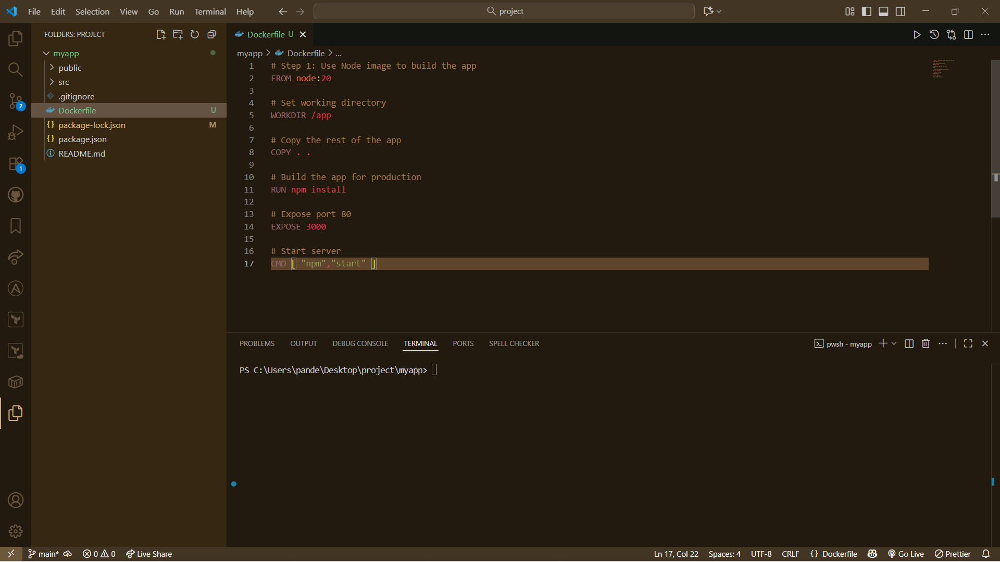 File Edit Selection View Go Run Terminal Help project
FOLDERS: PROJECT
myapp
public
src
.gitignore
Dockerfile U
package-lock.json M
package.json
README.md
2
1
Dockerfile U
myapp > Dockerfile > ...
1 # Step 1: Use Node image to build the app
2 FROM node:20
3
4 # Set working directory
5 WORKDIR /app
6
7 # Copy the rest of the app
8 COPY . .
9
10 # Build the app for production
11 RUN npm install
12
13 # Expose port 80
14 EXPOSE 3000
15
16 # Start server
17 CMD [ "npm","start" ]
PROBLEMS OUTPUT DEBUG CONSOLE TERMINAL PORTS SPELL CHECKER pwsh - myapp
PS C:\Users\pande\Desktop\project\myapp>
main* 0 0 Live Share Ln 17, Col 22 Spaces: 4 UTF-8 CRLF {} Dockerfile Go Live Prettier